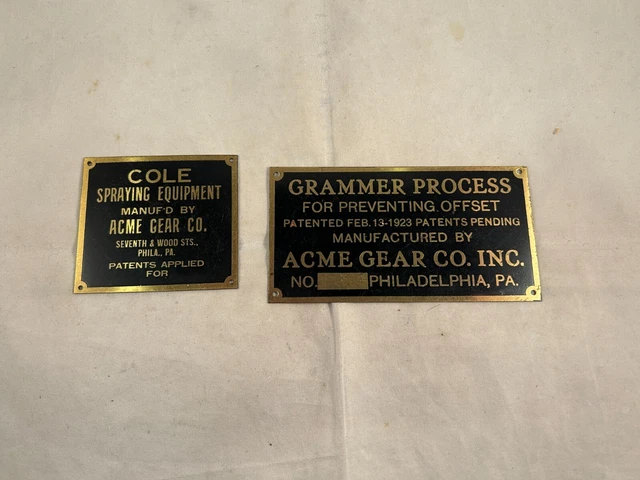 COLE
SPRAYING EQUIPMENT
MANUF'D BY
ACME GEAR CO.
SEVENTH & WOOD STS.,
PHILA., PA.
PATENTS APPLIED
FOR
GRAMMER PROCESS
FOR PREVENTING OFFSET
PATENTED FEB. 13-1923 PATENTS PENDING
MANUFACTURED BY
ACME GEAR CO. INC.
NO. PHILADELPHIA, PA.